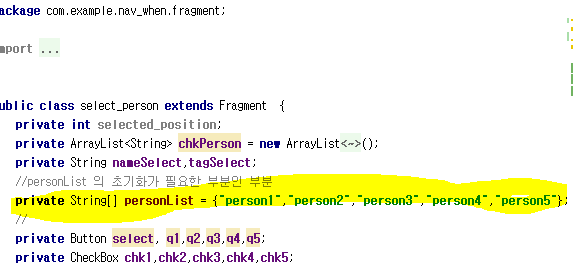 ackage com.example.nav_when.fragment;
mport ...
ublic class select_person extends Fragment {
private int selected_position;
private ArrayList<String> chkPerson = new ArrayList<~>();
private String nameSelect,tagSelect;
//personList 의 초기화가 필요한 부분인 부분
private String[] personList = {"person1","person2","person3","person4","person5"};
//
private Button select, q1,q2,q3,q4,q5;
private CheckBox chk1,chk2,chk3,chk4,chk5;